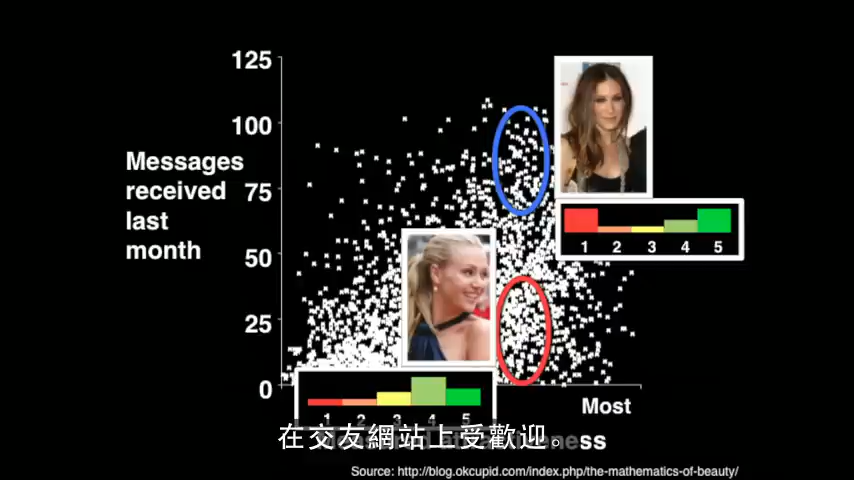 125
100
75
50
25
0
Messages
received
last
month
1 2 3 4 5
1 2 3 4 5
Most
在交友網站上受歡迎。
ss
Source: http://blog.okcupid.com/index.php/the-mathematics-of-beauty/